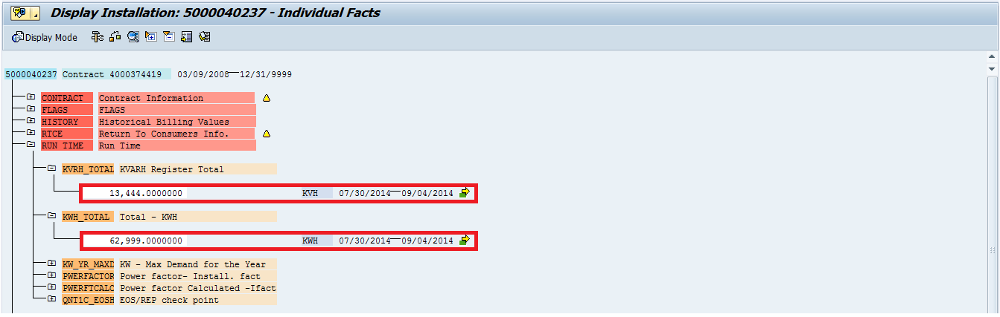 Display Installation: 5000040237 - Individual Facts
Display Mode
5000040237 Contract 4000374419 03/09/2008 12/31/9999
CONTRACT Contract Information
FLAGS FLAGS
HISTORY Historical Billing Values
RTCE Return To Consumers Info.
RUN TIME Run Time
KVRH_TOTAL KVARH Register Total
13,444.0000000 KVH 07/30/2014 09/04/2014
KWH_TOTAL Total - KWH
62,999.0000000 KWH 07/30/2014 09/04/2014
KW_YR_MAXD KW - Max Demand for the Year
PWERFACTOR Power factor- Install. fact
PWERFTCALC Power factor Calculated -Ifact
QNT1C_EOSH EOS/REP check point